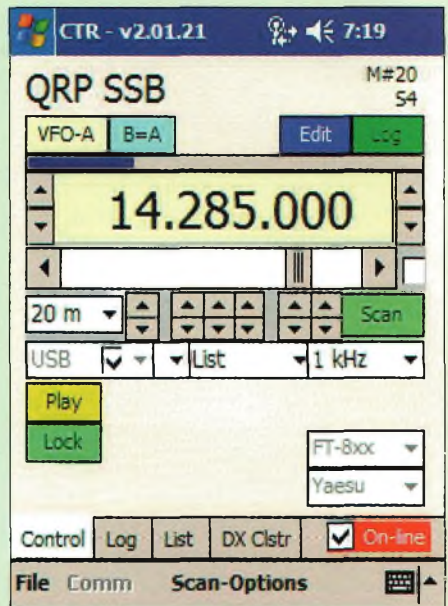 CTR - v2.01.21 7:19
QRP SSB M#20
S4
VFO-A B=A Edit Log
14.285.000
20 m Scan
USB List 1 kHz
Play
Lock FT-8xx
Yaesu
Control Log List DX Clstr On-line
File Comm Scan-Options